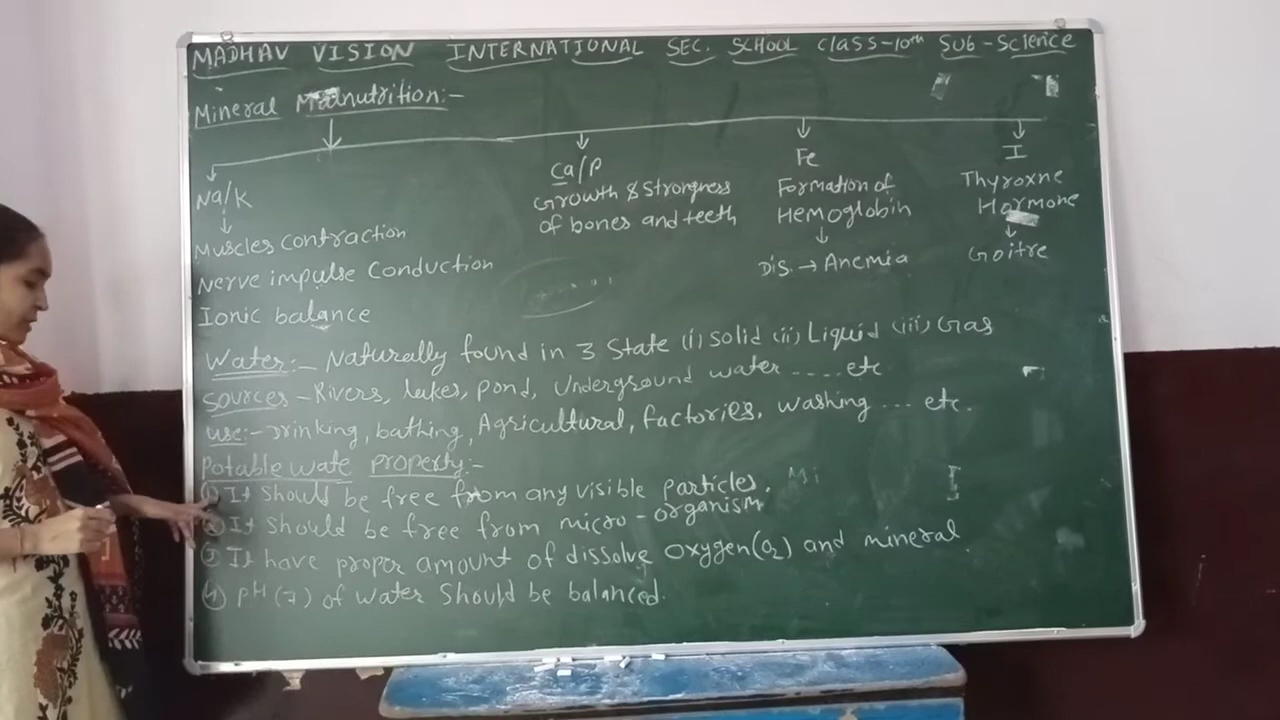 MADHAV VISION INTERNATIONAL SEC. SCHOOL Class-10th Sub-Science
Mineral Malnutrition:-
Na/K
Muscles contraction
Nerve impulse Conduction
Ionic balance
Ca/P
Growth & Strongness
of bones and teeth
Fe
Formation of
Hemoglobin
Dis. → Anemia
I
Thyroxne
Hormone
Goitre
Water:- Naturally found in 3 State (i) Solid (ii) Liquid (iii) Gas
Sources - Rivers, lakes, pond, Underground water .... etc
Use:- Drinking, bathing, Agricultural, factories, washing ... etc.
Potable wate property:-
① It should be free from any visible particles. Mi
② It should be free from micro-organism
③ It have proper amount of dissolve oxygen(O2) and mineral
④ PH (7) of water Should be balanced.